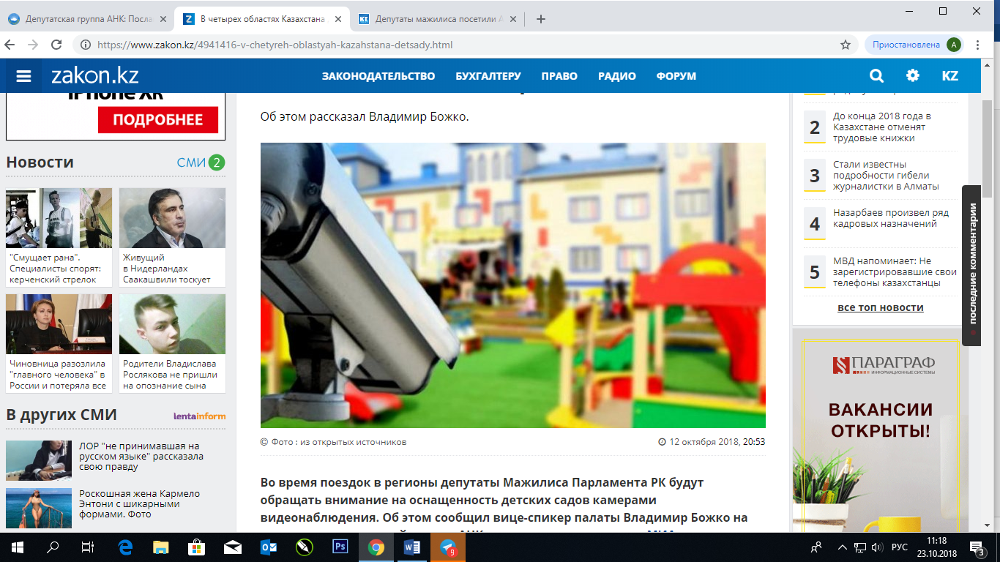 Депутатская группа АНК: Посла
В четырех областях Казахстана
Депутаты мажилиса посетили А
https://www.zakon.kz/4941416-v-chetyreh-oblastyah-kazahstana-detsady.html
Приостановлена
A
zakon.kz
ЗАКОНОДАТЕЛЬСТВО
БУХГАЛТЕРУ
ПРАВО
РАДИО
ФОРУМ
KZ
iPhone XR
ПОДРОБНЕЕ
Новости
СМИ 2
"Смущает рана".
Специалисты спорят:
керченский стрелок
Живущий
в Нидерландах
Саакашвили тоскует
Чиновница разозлила
"главного человека" в
России и потеряла все
Родители Владислава
Рослякова не пришли
на опознание сына
В других СМИ
lentainform
ЛОР "не принимавшая на
русском языке" рассказала
свою правду
Роскошная жена Кармело
Энтони с шикарными
формами. Фото
Об этом рассказал Владимир Божко.
© Фото : из открытых источников
12 октября 2018, 20:53
Во время поездок в регионы депутаты Мажилиса Парламента РК будут
обращать внимание на оснащенность детских садов камерами
видеонаблюдения. Об этом сообщил вице-спикер палаты Владимир Божко на
2
До конца 2018 года в
Казахстане отменят
трудовые книжки
3
Стали известны
подробности гибели
журналистки в Алматы
4
Назарбаев произвел ряд
кадровых назначений
5
МВД напоминает: Не
зарегистрировавшие свои
телефоны казахстанцы
все топ новости
последние комментарии
ПАРАГРАФ
ИНФОРМАЦИОННЫЕ СИСТЕМЫ
ВАКАНСИИ
ОТКРЫТЫ!
Ps
9
РУС
11:18
23.10.2018
3